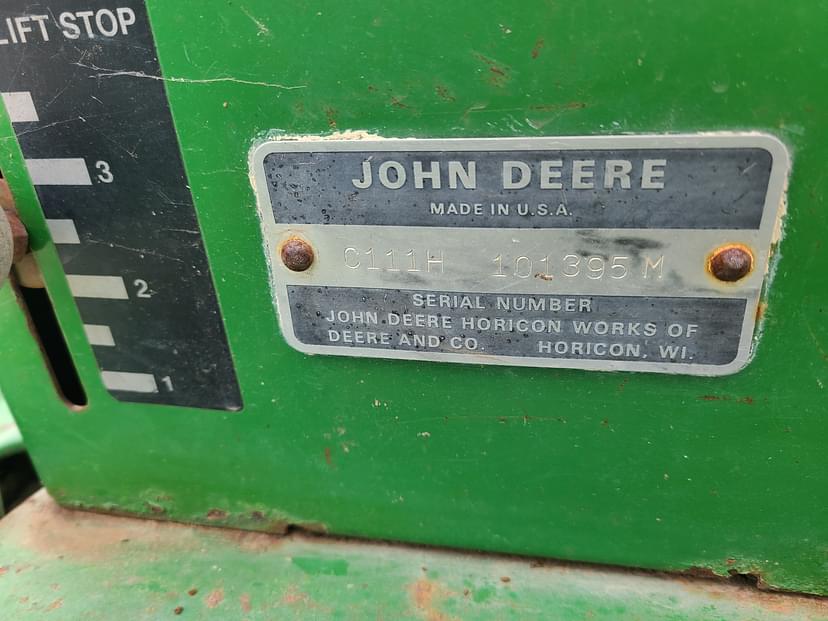 LIFT STOP
3
2
1
JOHN DEERE
MADE IN U.S.A.
C111H 101395 M
SERIAL NUMBER
JOHN DEERE HORICON WORKS OF
DEERE AND CO. HORICON, WI.